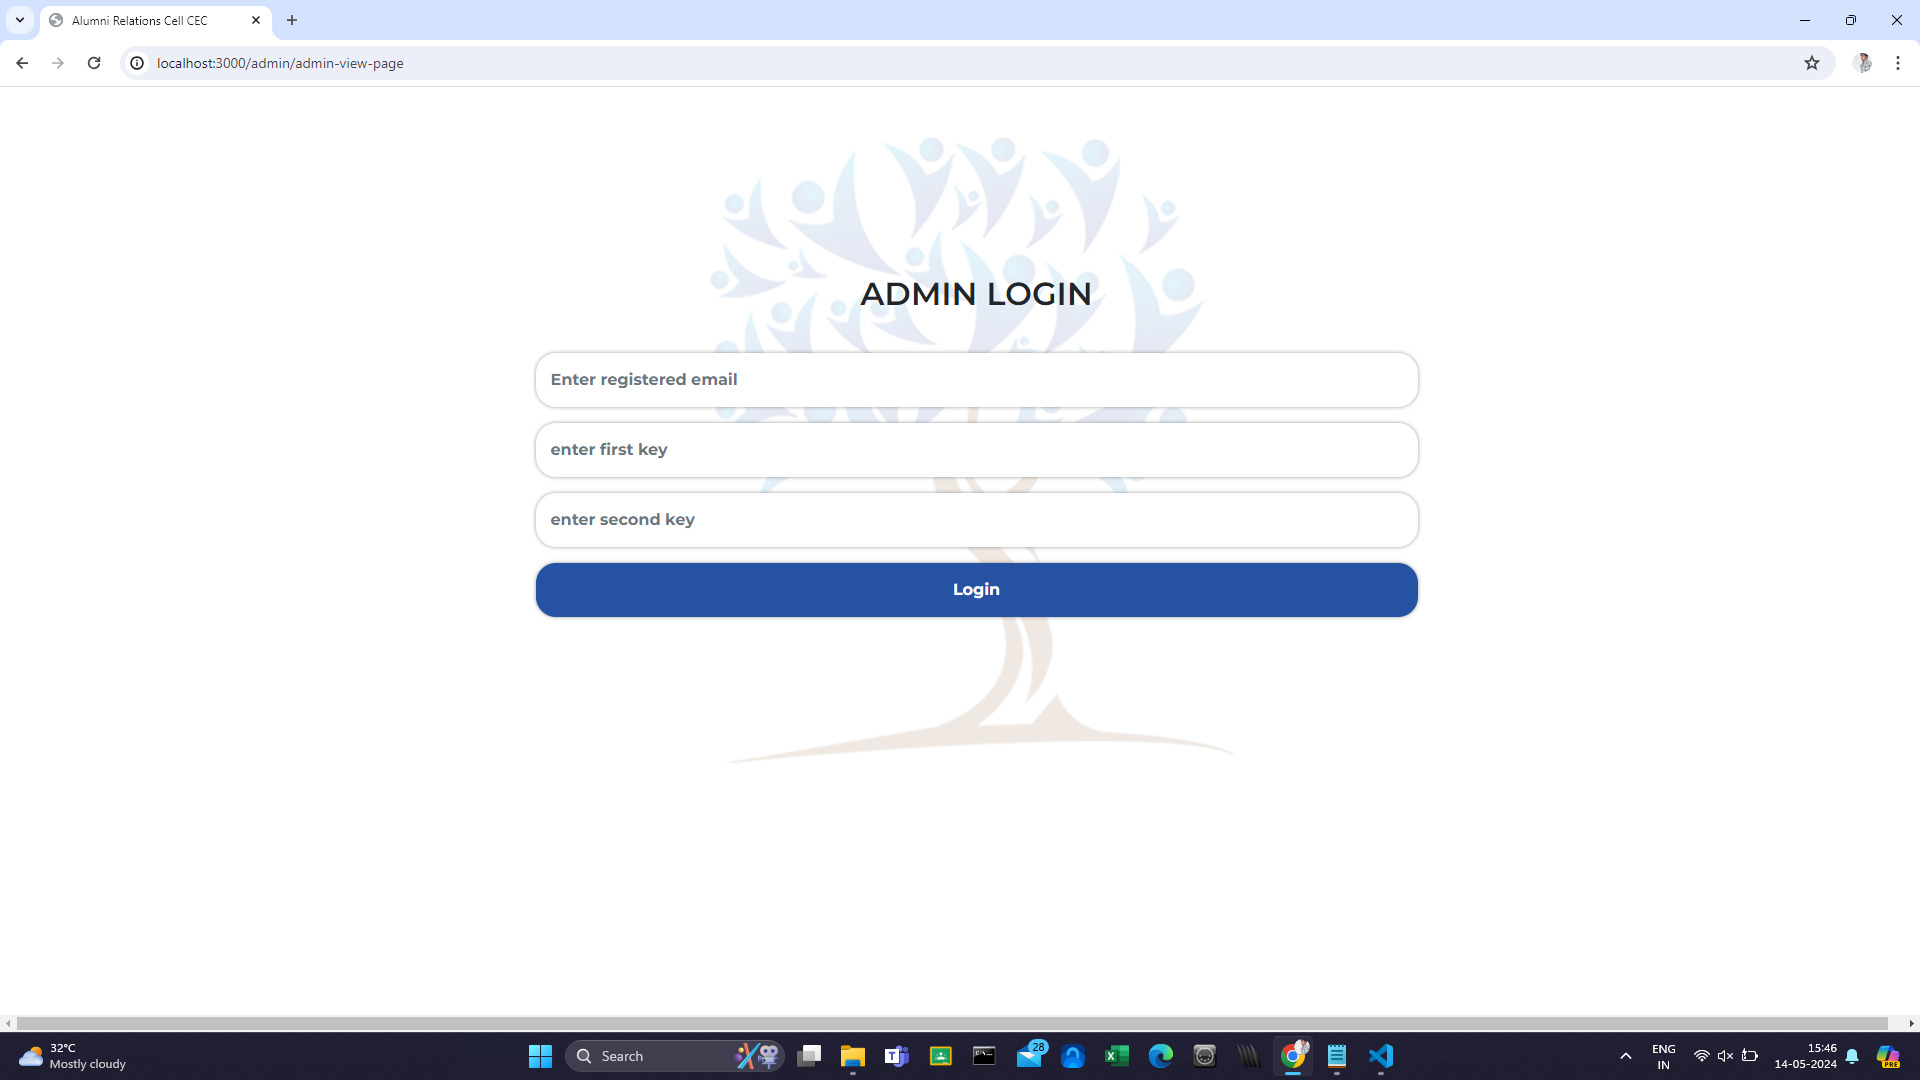 Alumni Relations Cell CEC
localhost:3000/admin/admin-view-page
ADMIN LOGIN
Enter registered email
enter first key
enter second key
Login
32°C
Mostly cloudy
Search
28
ENG
IN
15:46
14-05-2024
PRE